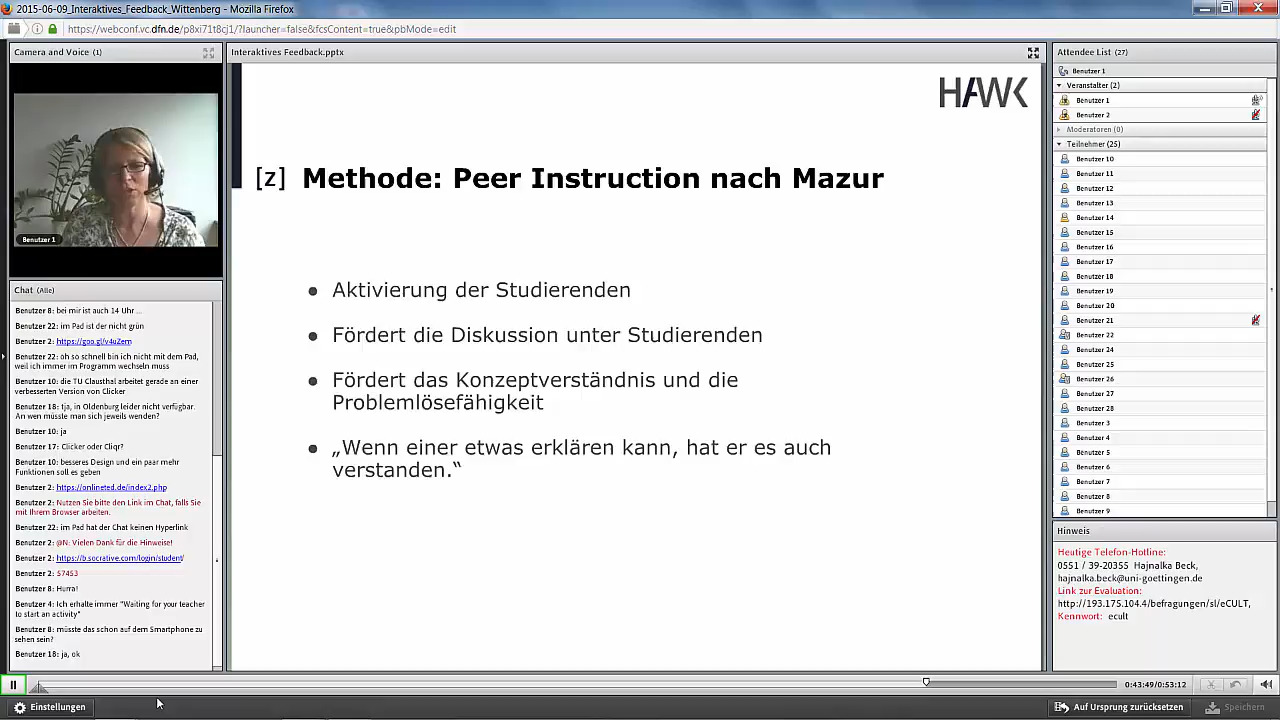 2015-06-09_Interaktives_Feedback_Wittenberg - Mozilla Firefox
https://webconf.vc.dfn.de/p8xi71t8cj1/?launcher=false&fcsContent=true&pbMode=edit
Camera and Voice (1)
Benutzer 1
Chat (Alle)
Benutzer 8: bei mir ist auch 14 Uhr ...
Benutzer 22: im Pad ist der nicht grün
Benutzer 2: https://goo.gl/v4uZem
Benutzer 22: oh so schnell bin ich nicht mit dem Pad,
weil ich immer im Programm wechseln muss
Benutzer 10: die TU Clausthal arbeitet gerade an einer
verbesserten Version von Clicker
Benutzer 18: tja, in Oldenburg leider nicht verfügbar.
An wen müsste man sich jeweils wenden?
Benutzer 10: ja
Benutzer 17: Clicker oder Cliqr?
Benutzer 10: besseres Design und ein paar mehr
Funktionen soll es geben
Benutzer 2: https://onlineted.de/index2.php
Benutzer 2: Nutzen Sie bitte den Link im Chat, falls Sie
mit Ihrem Browser arbeiten.
Benutzer 22: im Pad hat der Chat keinen Hyperlink
Benutzer 2: @N: Vielen Dank für die Hinweise!
Benutzer 2: https://b.socrative.com/login/student/
Benutzer 2: 57453
Benutzer 8: Hurra!
Benutzer 4: Ich erhalte immer "Waiting for your teacher
to start an activity"
Benutzer 8: müsste das schon auf dem Smartphone zu
sehen sein?
Benutzer 18: ja, ok
Interaktives Feedback.pptx
HAWK
[z] Methode: Peer Instruction nach Mazur
• Aktivierung der Studierenden
• Fördert die Diskussion unter Studierenden
• Fördert das Konzeptverständnis und die
Problemlösefähigkeit
• „Wenn einer etwas erklären kann, hat er es auch
verstanden.“
Attendee List (27)
Benutzer 1
Veranstalter (2)
Benutzer 1
Benutzer 2
Moderatoren (0)
Teilnehmer (25)
Benutzer 10
Benutzer 11
Benutzer 12
Benutzer 13
Benutzer 14
Benutzer 15
Benutzer 16
Benutzer 17
Benutzer 18
Benutzer 19
Benutzer 20
Benutzer 21
Benutzer 22
Benutzer 24
Benutzer 25
Benutzer 26
Benutzer 27
Benutzer 28
Benutzer 3
Benutzer 4
Benutzer 5
Benutzer 6
Benutzer 7
Benutzer 8
Benutzer 9
Hinweis
Heutige Telefon-Hotline:
0551 / 39-20355 Hajnalka Beck,
hajnalka.beck@uni-goettingen.de
Link zur Evaluation:
http://193.175.104.4/befragungen/sl/eCULT,
Kennwort: ecult
0:43:49/0:53:12
Einstellungen
Auf Ursprung zurücksetzen
Speichern